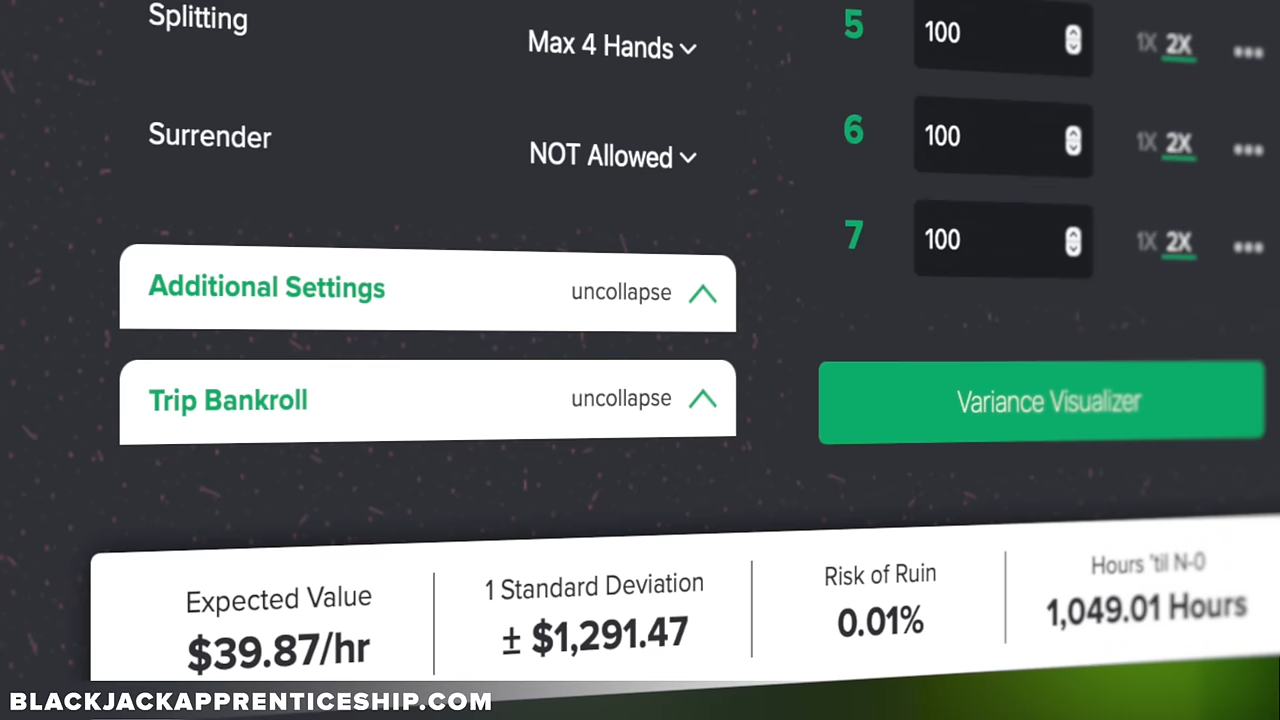 Splitting
Max 4 Hands
Surrender
NOT Allowed
Additional Settings
uncollapse
Trip Bankroll
uncollapse
5
100
1X 2X
6
100
1X 2X
7
100
1X 2X
Variance Visualizer
Expected Value
$39.87/hr
1 Standard Deviation
± $1,291.47
Risk of Ruin
0.01%
Hours 'til N-0
1,049.01 Hours
BLACKJACKAPPRENTICESHIP.COM